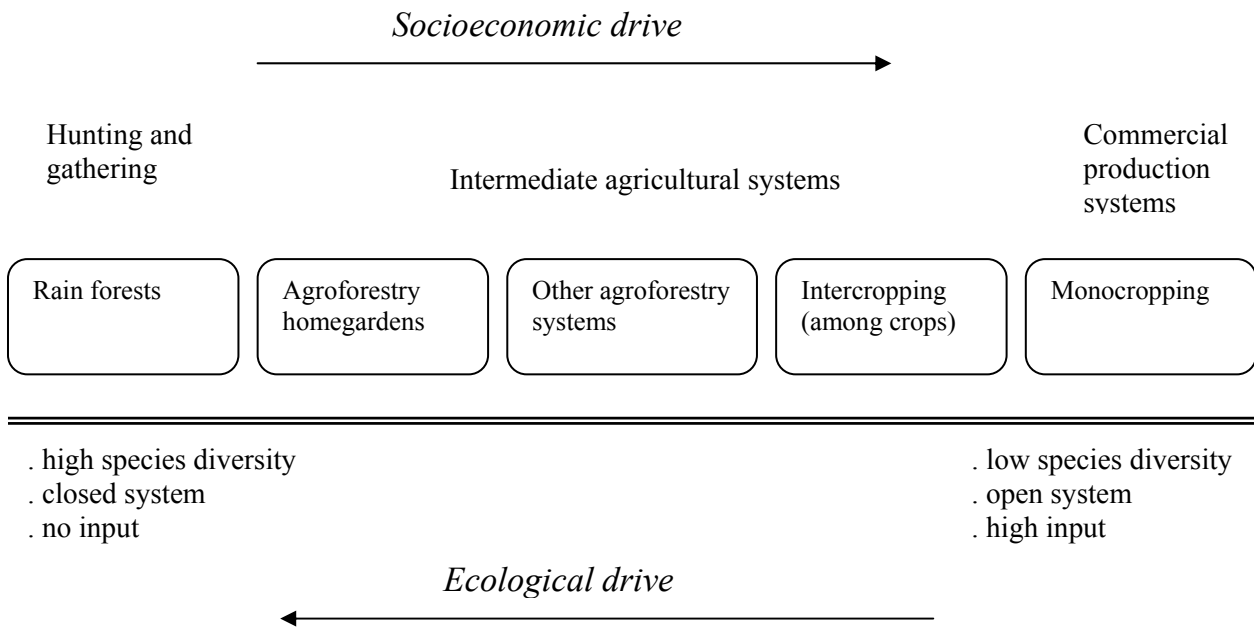 Socioeconomic drive
Hunting and
gathering
Intermediate agricultural systems
Commercial
production
systems
Rain forests
Agroforestry
homegardens
Other agroforestry
systems
Intercropping
(among crops)
Monocropping
. high species diversity
. closed system
. no input
. low species diversity
. open system
. high input
Ecological drive